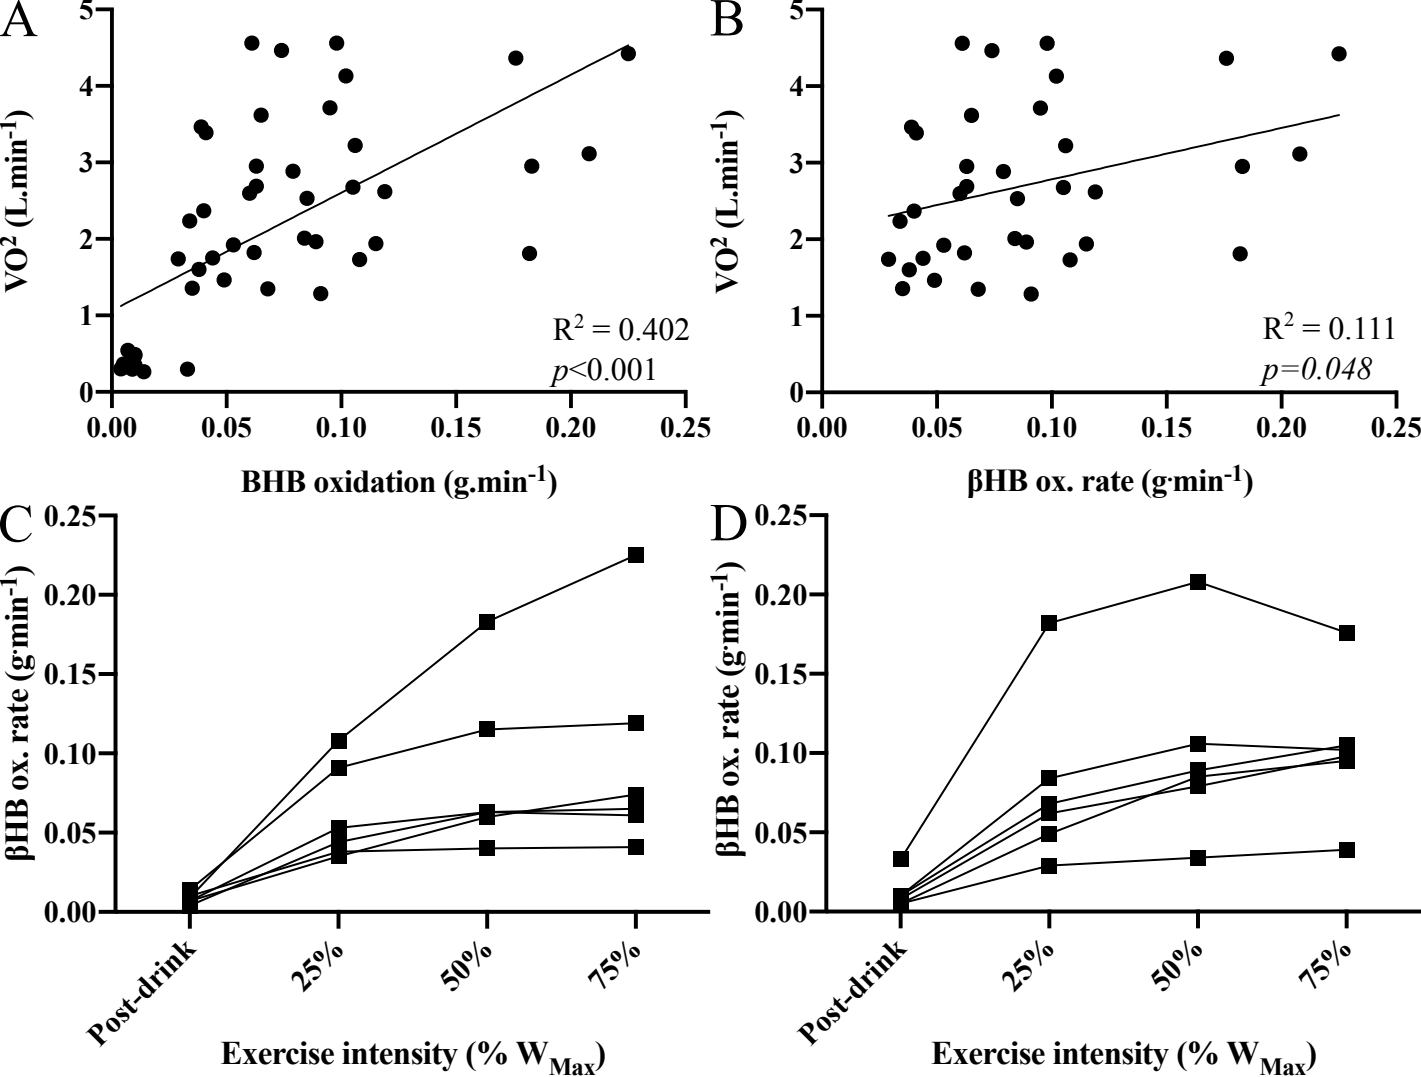 A
5
4
3
2
1
0
VO² (L.min⁻¹)
R² = 0.402
p<0.001
0.00 0.05 0.10 0.15 0.20 0.25
BHB oxidation (g.min⁻¹)
B
5
4
3
2
1
0
VO² (L.min⁻¹)
R² = 0.111
p=0.048
0.00 0.05 0.10 0.15 0.20 0.25
βHB ox. rate (g·min⁻¹)
C
0.25
0.20
0.15
0.10
0.05
0.00
βHB ox. rate (g·min⁻¹)
Post-drink 25% 50% 75%
Exercise intensity (% W_Max)
D
0.25
0.20
0.15
0.10
0.05
0.00
βHB ox. rate (g·min⁻¹)
Post-drink 25% 50% 75%
Exercise intensity (% W_Max)